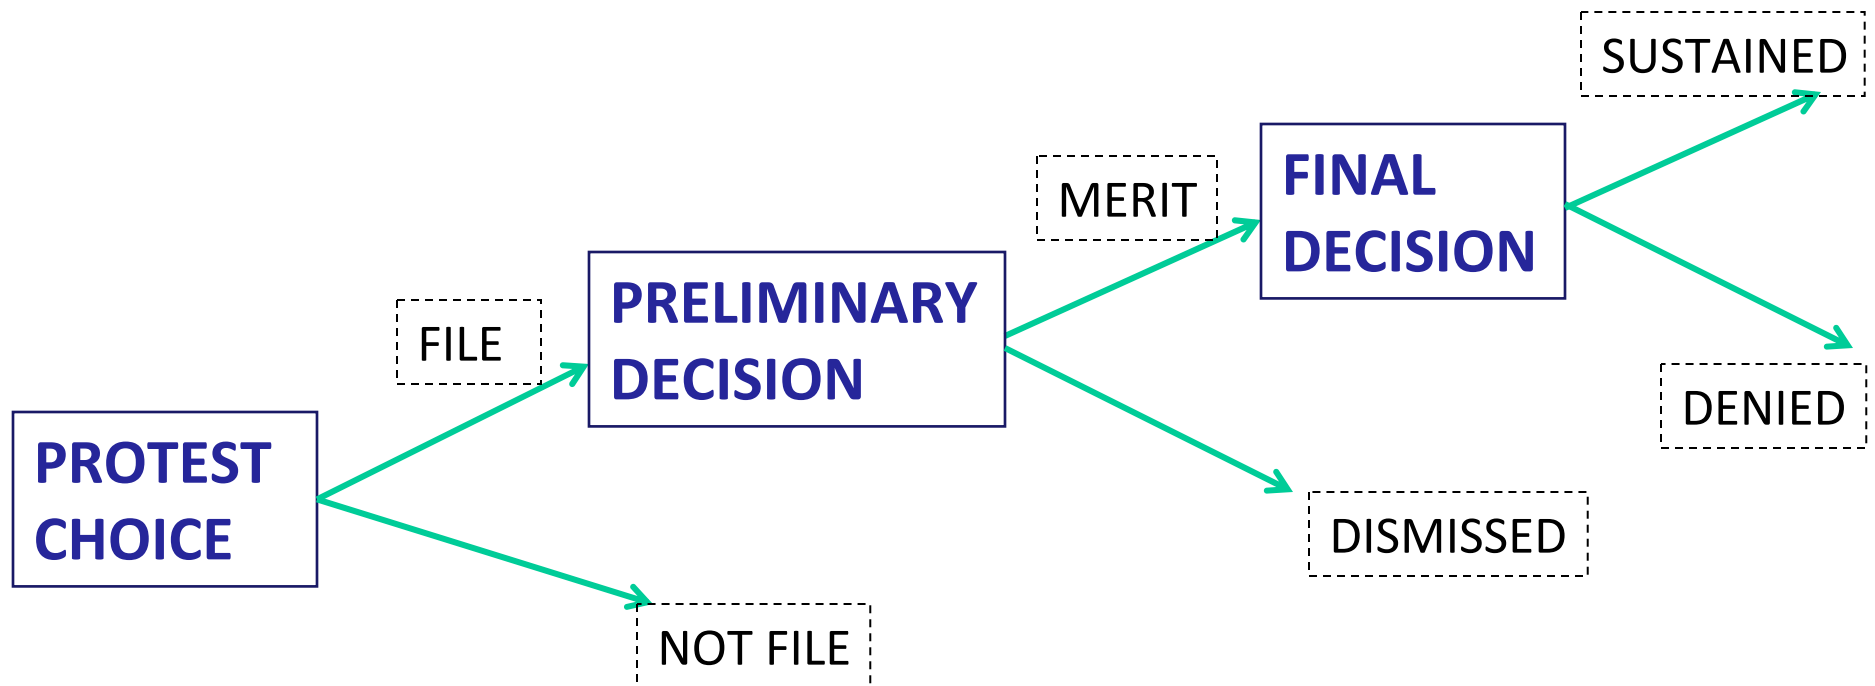 PROTEST
CHOICE
FILE
NOT FILE
PRELIMINARY
DECISION
MERIT
DISMISSED
FINAL
DECISION
SUSTAINED
DENIED